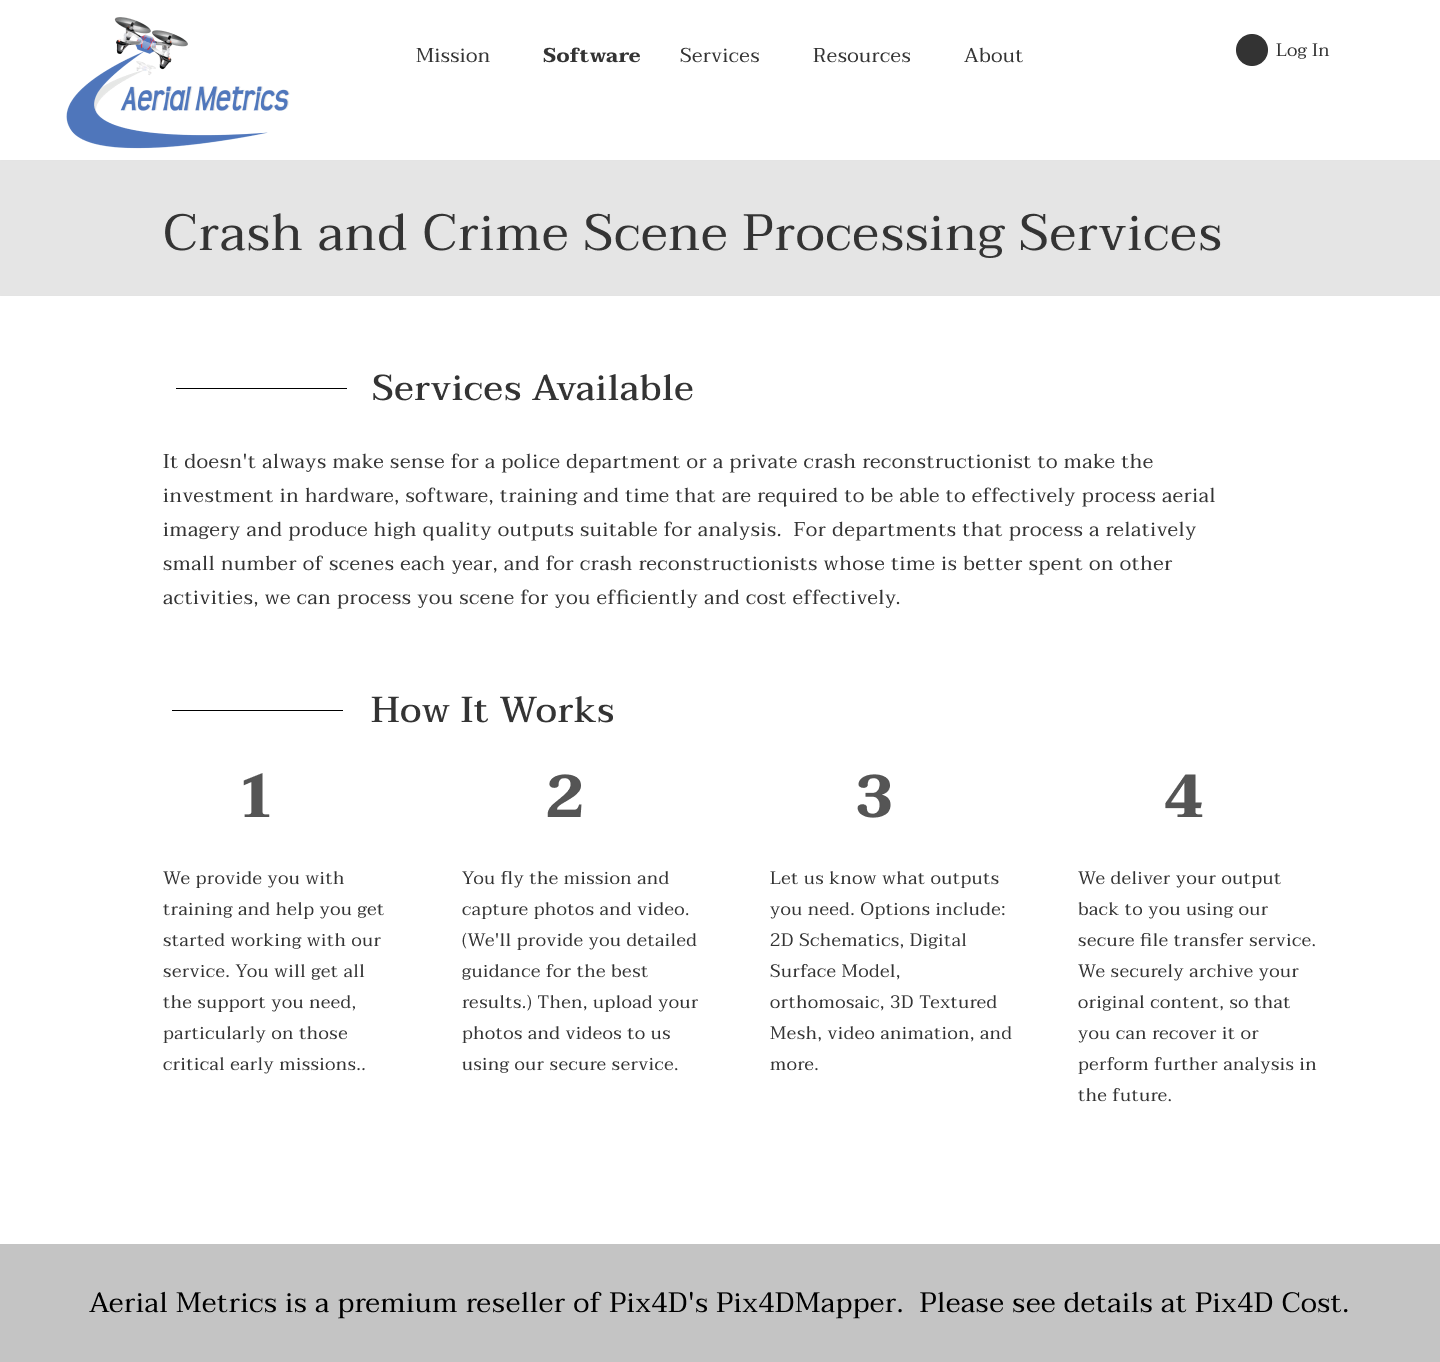 Aerial Metrics
Mission Software Services Resources About
Log In
Crash and Crime Scene Processing Services
Services Available
It doesn't always make sense for a police department or a private crash reconstructionist to make the
investment in hardware, software, training and time that are required to be able to effectively process aerial
imagery and produce high quality outputs suitable for analysis.  For departments that process a relatively
small number of scenes each year, and for crash reconstructionists whose time is better spent on other
activities, we can process you scene for you efficiently and cost effectively.
How It Works
1
We provide you with
training and help you get
started working with our
service. You will get all
the support you need,
particularly on those
critical early missions..
2
You fly the mission and
capture photos and video.
(We'll provide you detailed
guidance for the best
results.) Then, upload your
photos and videos to us
using our secure service.
3
Let us know what outputs
you need. Options include:
2D Schematics, Digital
Surface Model,
orthomosaic, 3D Textured
Mesh, video animation, and
more.
4
We deliver your output
back to you using our
secure file transfer service.
We securely archive your
original content, so that
you can recover it or
perform further analysis in
the future.
Aerial Metrics is a premium reseller of Pix4D's Pix4DMapper.  Please see details at Pix4D Cost.